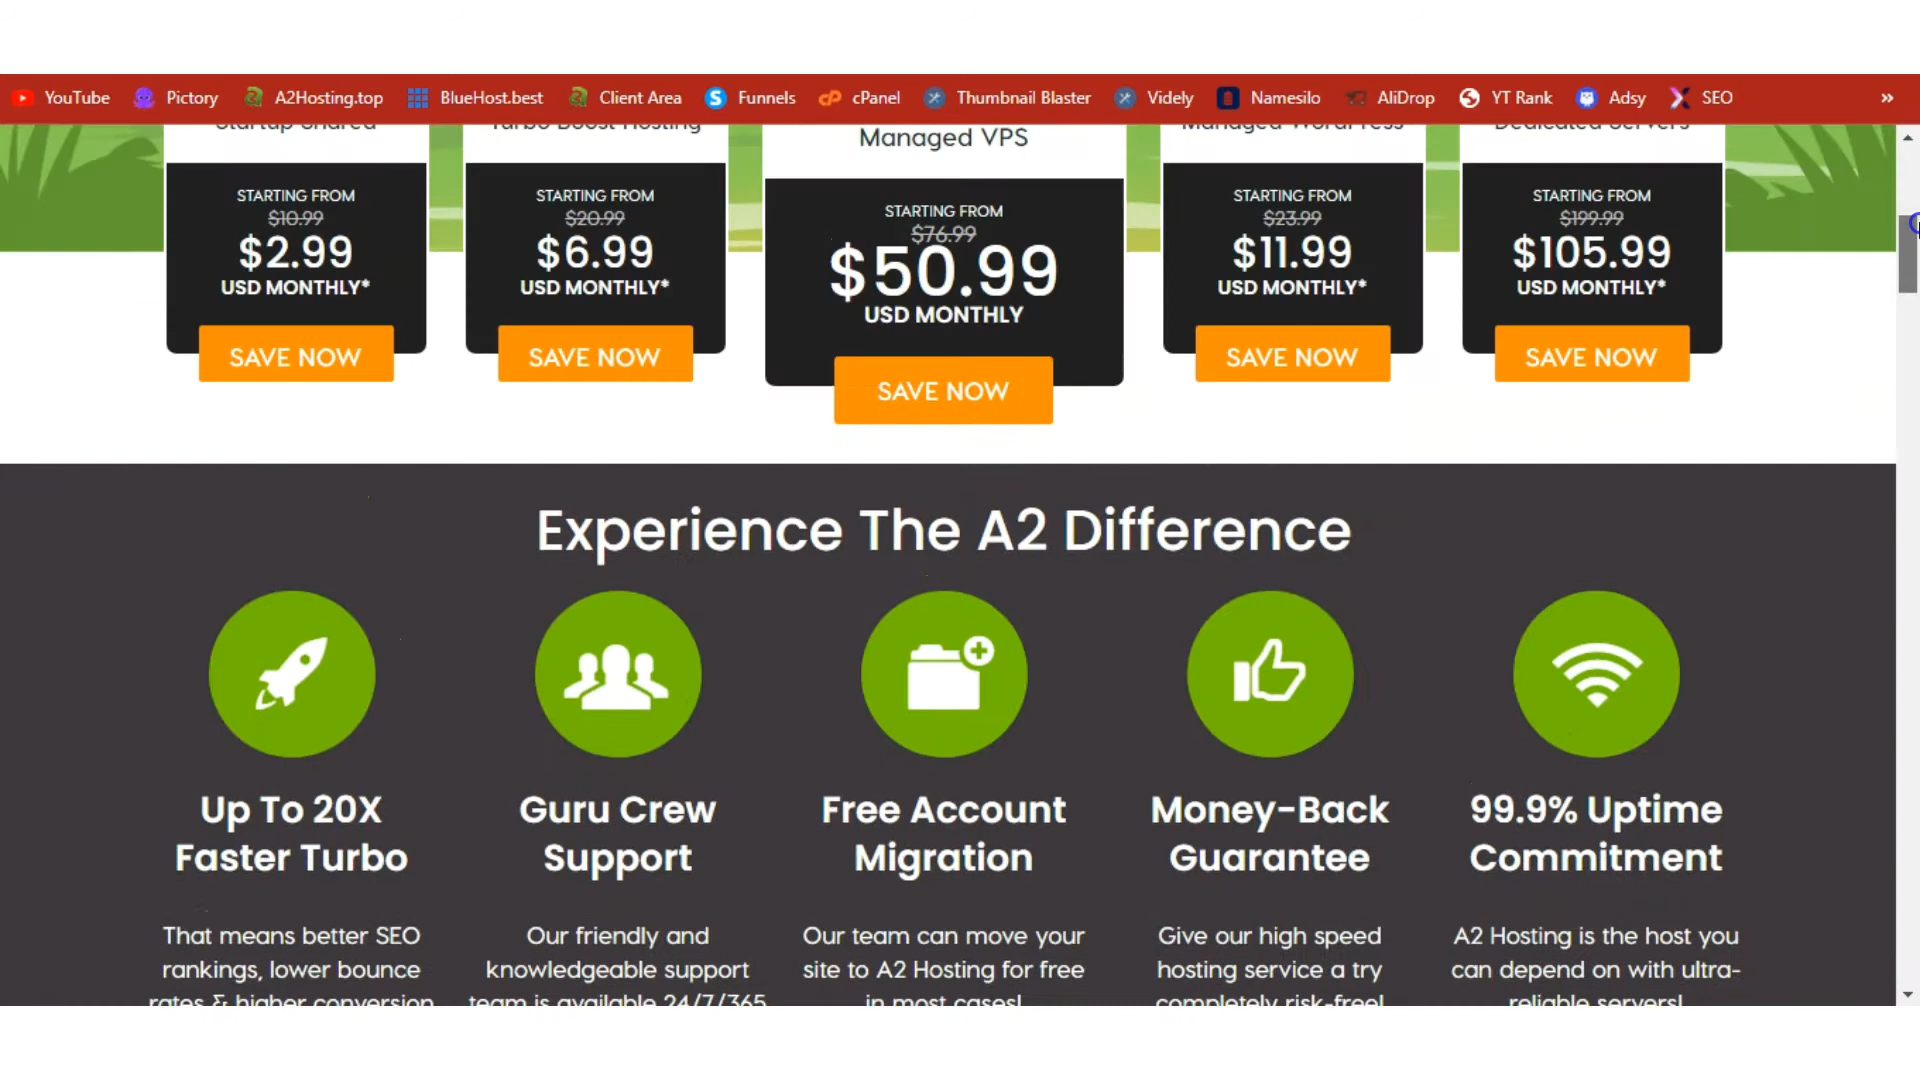 YouTube Pictory A2Hosting.top BlueHost.best Client Area Funnels cPanel Thumbnail Blaster Videly Namesilo AliDrop YT Rank Adsy SEO »
Startup Shared
Turbo Boost Hosting
Managed VPS
Managed WordPress
Dedicated Servers
STARTING FROM
$10.99
$2.99
USD MONTHLY*
SAVE NOW
STARTING FROM
$20.99
$6.99
USD MONTHLY*
SAVE NOW
STARTING FROM
$76.99
$50.99
USD MONTHLY
SAVE NOW
STARTING FROM
$23.99
$11.99
USD MONTHLY*
SAVE NOW
STARTING FROM
$199.99
$105.99
USD MONTHLY*
SAVE NOW
Experience The A2 Difference
Up To 20X
Faster Turbo
That means better SEO
rankings, lower bounce
rates & higher conversion
Guru Crew
Support
Our friendly and
knowledgeable support
team is available 24/7/365
Free Account
Migration
Our team can move your
site to A2 Hosting for free
in most cases!
Money-Back
Guarantee
Give our high speed
hosting service a try
completely risk-free!
99.9% Uptime
Commitment
A2 Hosting is the host you
can depend on with ultra-
reliable servers!